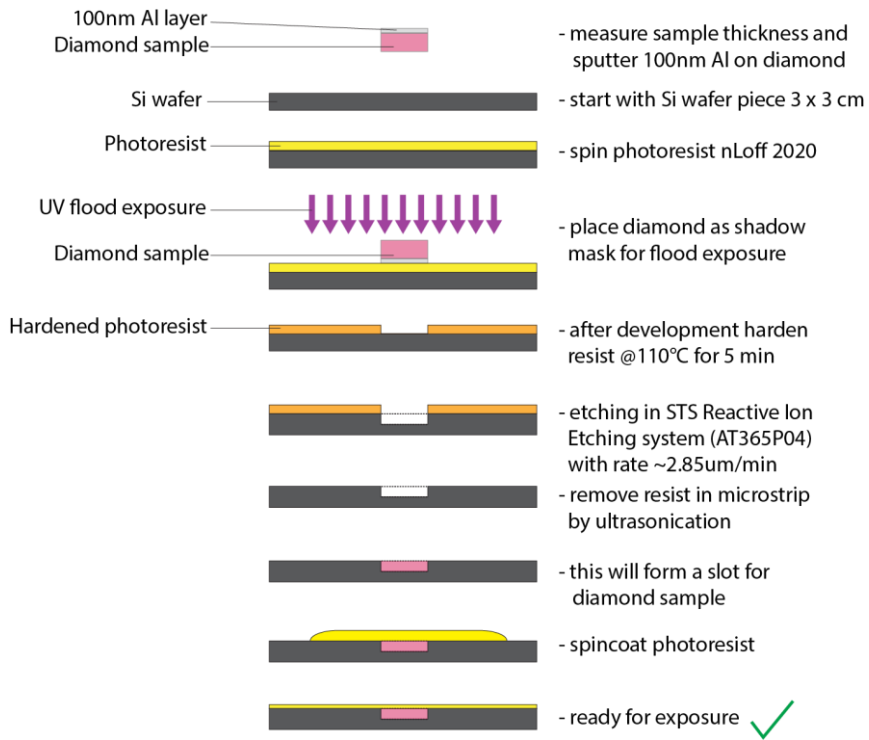 100nm Al layer
Diamond sample
- measure sample thickness and
sputter 100nm Al on diamond
Si wafer
- start with Si wafer piece 3 x 3 cm
Photoresist
- spin photoresist nLoff 2020
UV flood exposure
Diamond sample
- place diamond as shadow
mask for flood exposure
Hardened photoresist
- after development harden
resist @110°C for 5 min
- etching in STS Reactive Ion
Etching system (AT365P04)
with rate ~2.85um/min
- remove resist in microstrip
by ultrasonication
- this will form a slot for
diamond sample
- spincoat photoresist
- ready for exposure